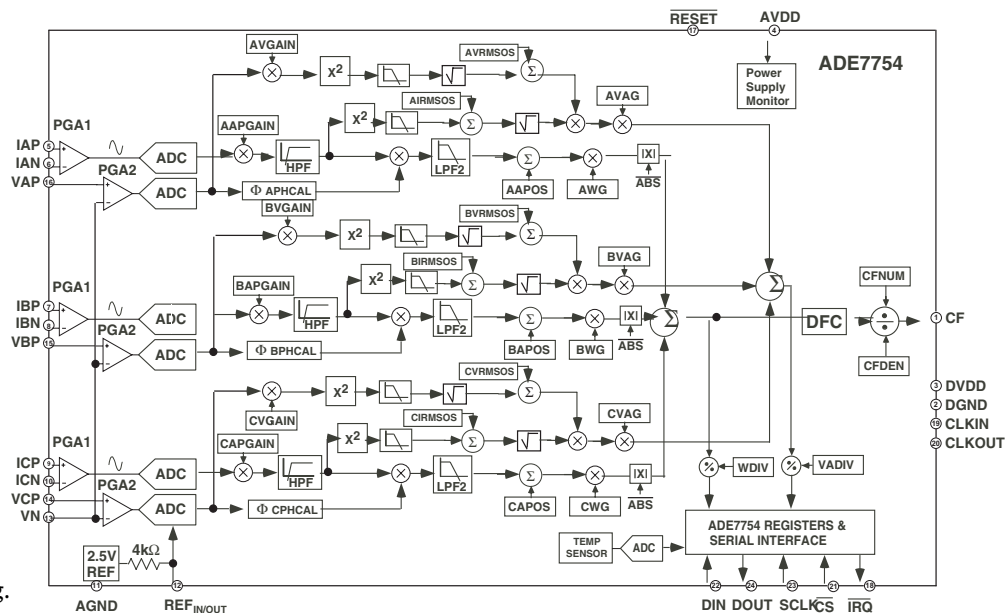 RESET AVDD
17 4
AVGAIN AVRMSOS ADE7754
X² Σ Power Supply Monitor
AIRMSOS AVAG
PGA1 AAPGAIN X² Σ
IAP 5 ADC HPF LPF2 Σ |X|
IAN 6 PGA2 AAPOS AWG ABS
VAP 16 ADC Φ APHCAL
BVGAIN BVRMSOS
X² Σ
BIRMSOS BVAG CFNUM
PGA1 BAPGAIN X² Σ Σ
IBP 7 ADC HPF LPF2 Σ |X| Σ DFC 1 CF
IBN 8 PGA2 BAPOS BWG ABS CFDEN
VBP 15 ADC Φ BPHCAL
CVRMSOS 3 DVDD
X² Σ 2 DGND
CVGAIN CIRMSOS CVAG 19 CLKIN
PGA1 CAPGAIN X² Σ 20 CLKOUT
ICP 9 ADC HPF LPF2 Σ |X| % WDIV % VADIV
ICN 10 PGA2 CAPOS CWG ABS
VCP 14 ADC Φ CPHCAL
VN 13
ADE7754 REGISTERS &
SERIAL INTERFACE
2.5V
REF
4kΩ
TEMP
SENSOR
ADC
11 12 22 24 23 21 18
g.
AGND REFIN/OUT DIN DOUT SCLK CS IRQ